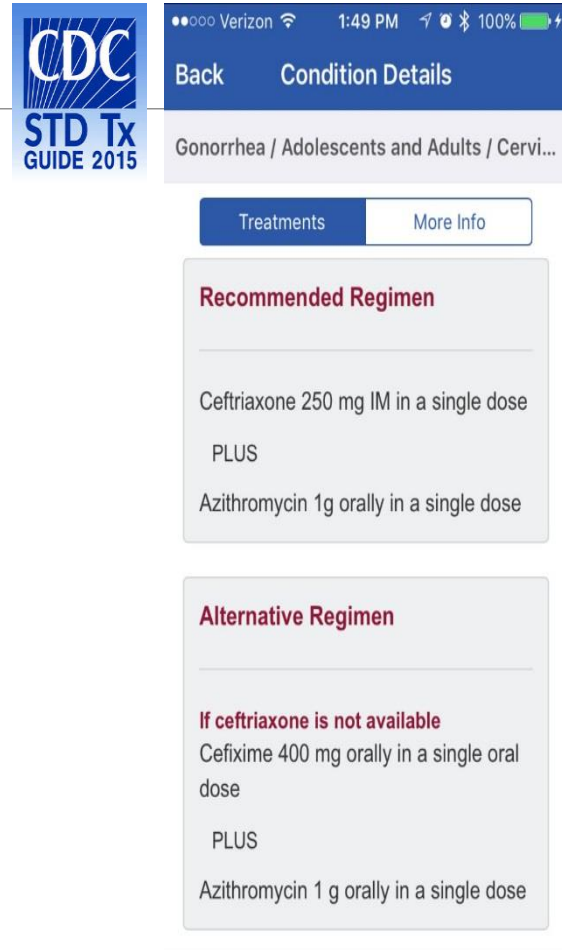 CDC
STD Tx
GUIDE 2015
Verizon 1:49 PM 100%
Back Condition Details
Gonorrhea / Adolescents and Adults / Cervi...
Treatments More Info
Recommended Regimen
Ceftriaxone 250 mg IM in a single dose
PLUS
Azithromycin 1g orally in a single dose
Alternative Regimen
If ceftriaxone is not available
Cefixime 400 mg orally in a single oral
dose
PLUS
Azithromycin 1 g orally in a single dose